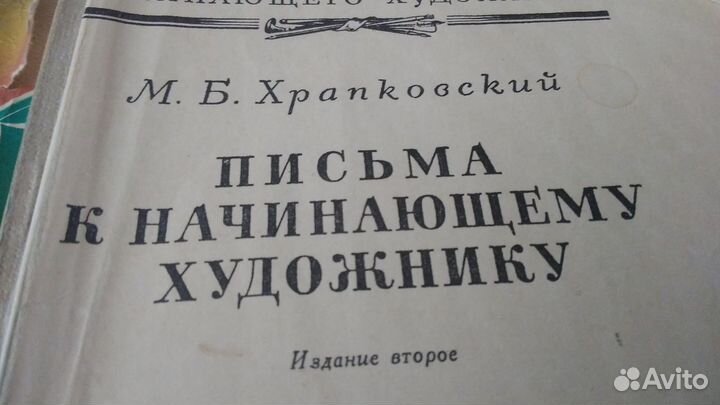 М. Б. Храпковский
ПИСЬМА
К НАЧИНАЮЩЕМУ
ХУДОЖНИКУ
Издание второе
Avito